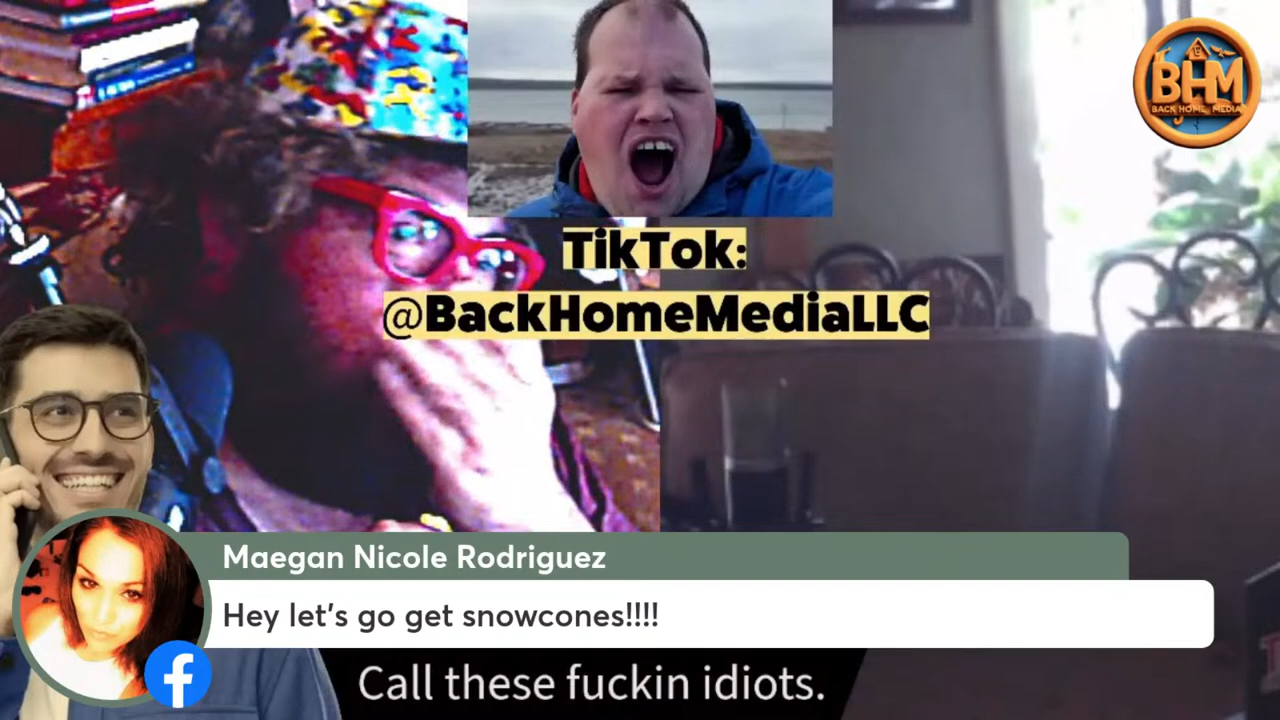 BHM
BACK HOME MEDIA
TikTok:
@BackHomeMediaLLC
Maegan Nicole Rodriguez
Hey let's go get snowcones!!!!
Call these fuckin idiots.